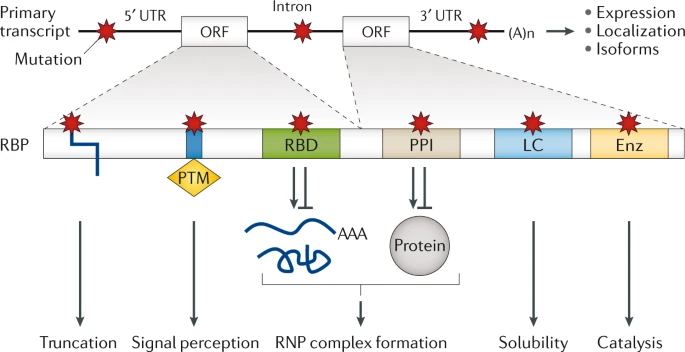 Primary transcript
5′ UTR
ORF
Intron
ORF
3′ UTR
(A)n
Mutation
• Expression
• Localization
• Isoforms
RBP
RBD
PPI
LC
Enz
PTM
AAA
Protein
Truncation
Signal perception
RNP complex formation
Solubility
Catalysis